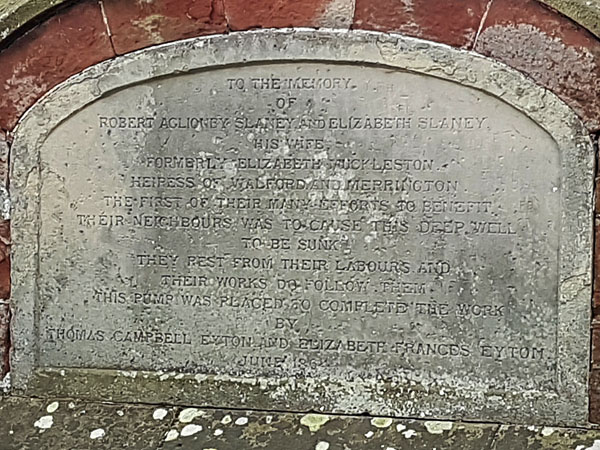 TO THE MEMORY
OF
ROBERT AGLIONBY SLANEY AND ELIZABETH SLANEY
HIS WIFE
FORMERLY ELIZABETH MUCKLESTON
HEIRESS OF WALFORD AND MERRINGTON
THE FIRST OF THEIR MANY EFFORTS TO BENEFIT
THEIR NEIGHBOURS WAS TO CAUSE THIS DEEP WELL
TO BE SUNK
THEY REST FROM THEIR LABOURS AND
THEIR WORKS DO FOLLOW THEM
THIS PUMP WAS PLACED TO COMPLETE THE WORK
BY
THOMAS CAMPBELL EYTON AND ELIZABETH FRANCES EYTON
JUNE